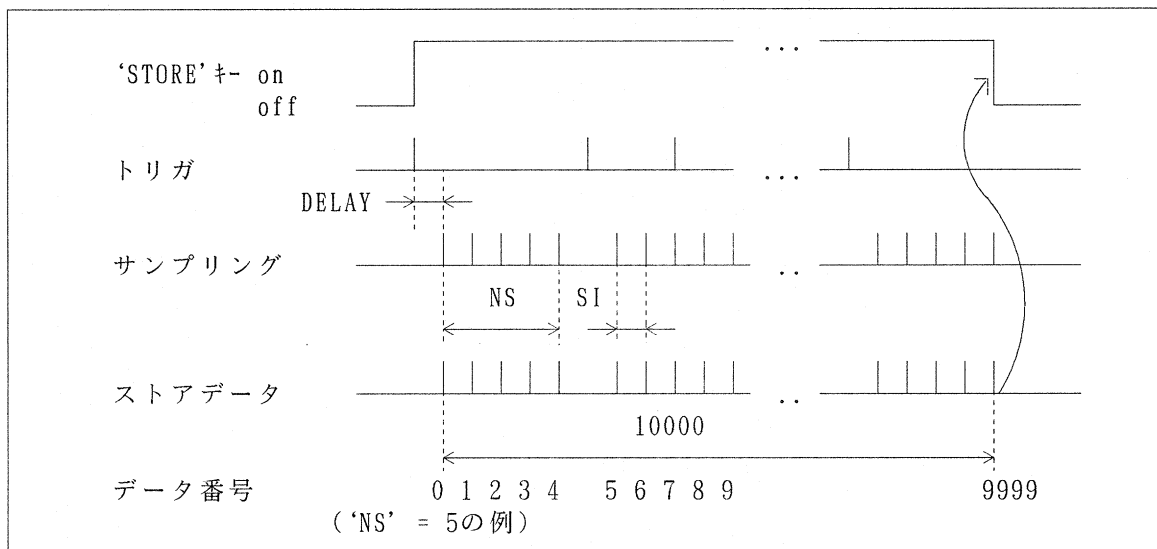 ...
'STORE'キー on
off
トリガ
...
DELAY
サンプリング
..
NS SI
ストアデータ
..
10000
データ番号 0 1 2 3 4 5 6 7 8 9 9999
('NS' = 5の例)